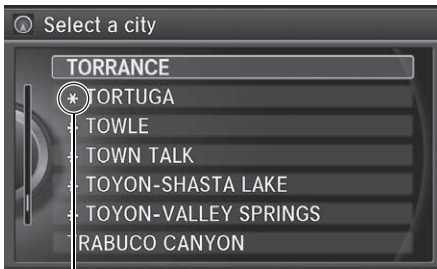 Select a city
TORRANCE
* TORTUGA
* TOWLE
* TOWN TALK
* TOYON-SHASTA LAKE
* TOYON-VALLEY SPRINGS
TRABUCO CANYON